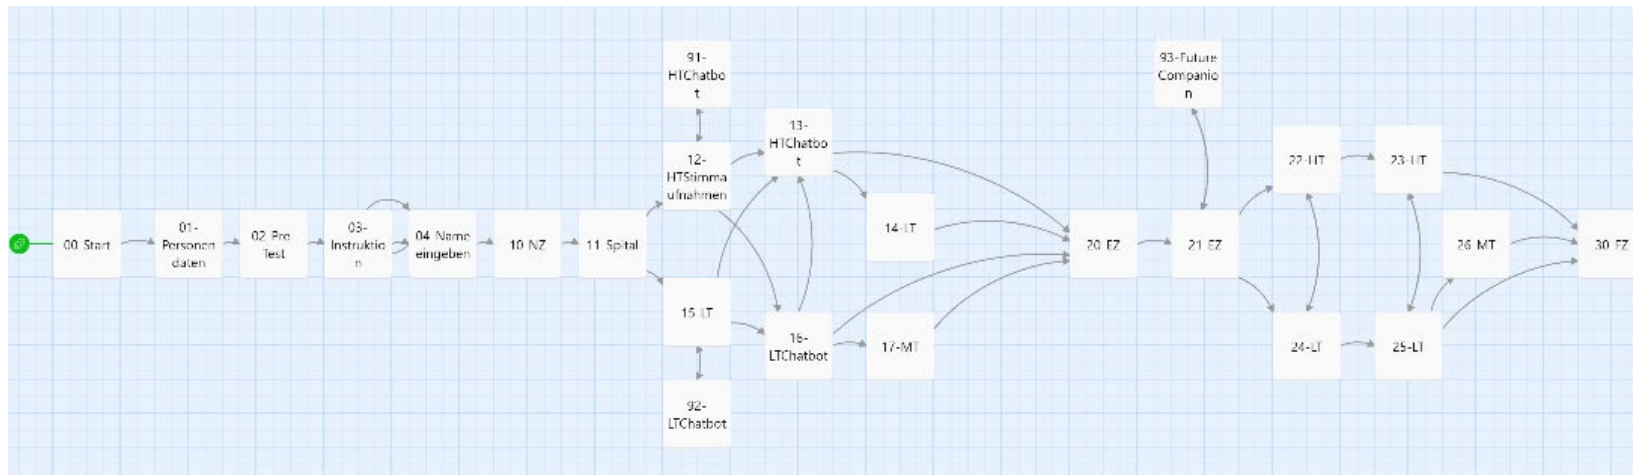 91-
HTChatbo
t
93-Future
Companio
n
13-
HTChatbo
t
12-
HTStimma
ufnahmen
22-HT
23-HT
00 Start
01-
Personen
daten
02 Pre
Test
03-
Instruktio
n
04 Name
eingeben
10 NZ
11 Spital
14-LT
20 EZ
21 EZ
26 MT
30 FZ
15 LT
16-
LTChatbot
17-MT
24-LT
25-LT
92-
LTChatbot